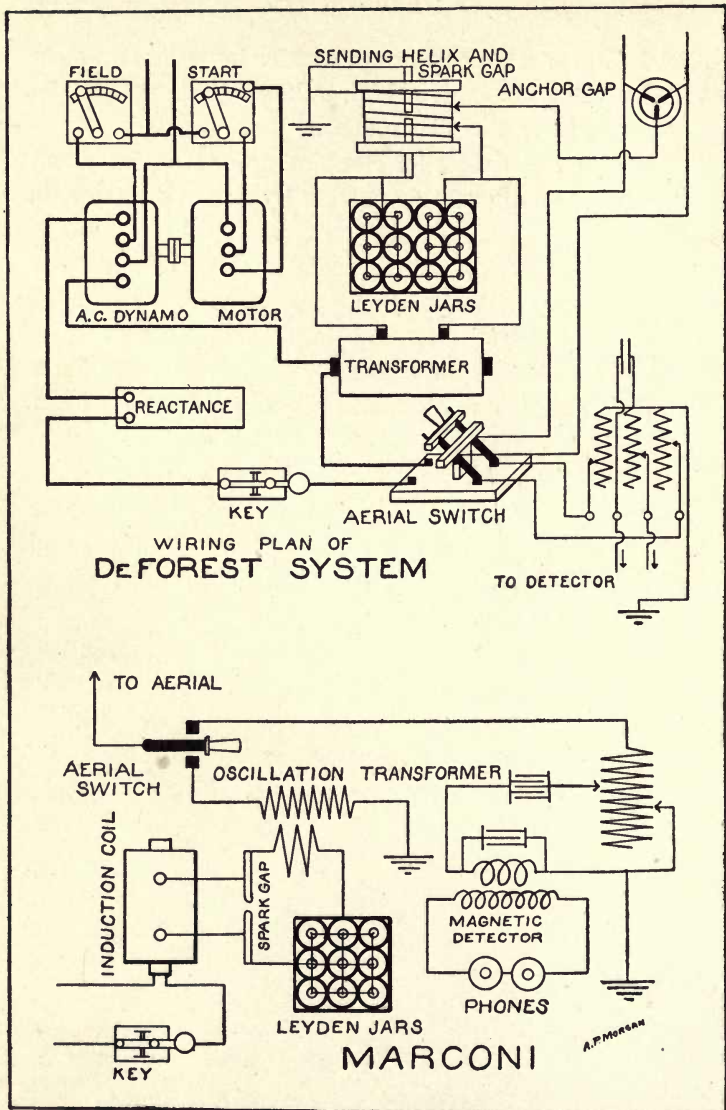 SENDING HELIX AND
SPARK GAP
FIELD
START
ANCHOR GAP
LEYDEN JARS
A.C. DYNAMO
MOTOR
TRANSFORMER
REACTANCE
KEY
AERIAL SWITCH
WIRING PLAN OF
DEFOREST SYSTEM
TO DETECTOR
TO AERIAL
AERIAL
SWITCH
OSCILLATION TRANSFORMER
INDUCTION COIL
SPARK GAP
MAGNETIC
DETECTOR
PHONES
LEYDEN JARS
KEY
MARCONI
A.P. MORGAN